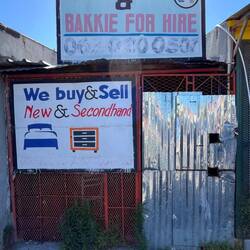 &
BAKKIE FOR HIRE
We buy & Sell
New & Secondhand